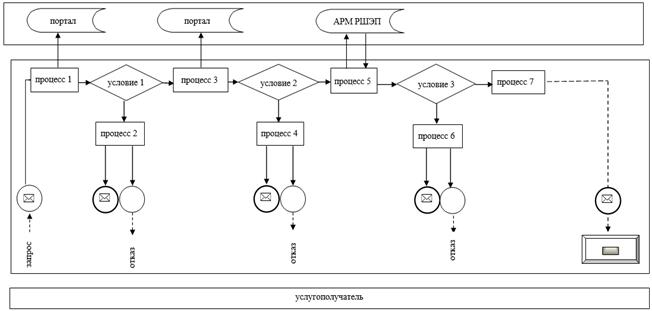 портал
портал
АРМ РШЭП
процесс 1
условие 1
процесс 3
условие 2
процесс 5
условие 3
процесс 7
процесс 2
процесс 4
процесс 6
запрос
отказ
отказ
отказ
услугополучатель